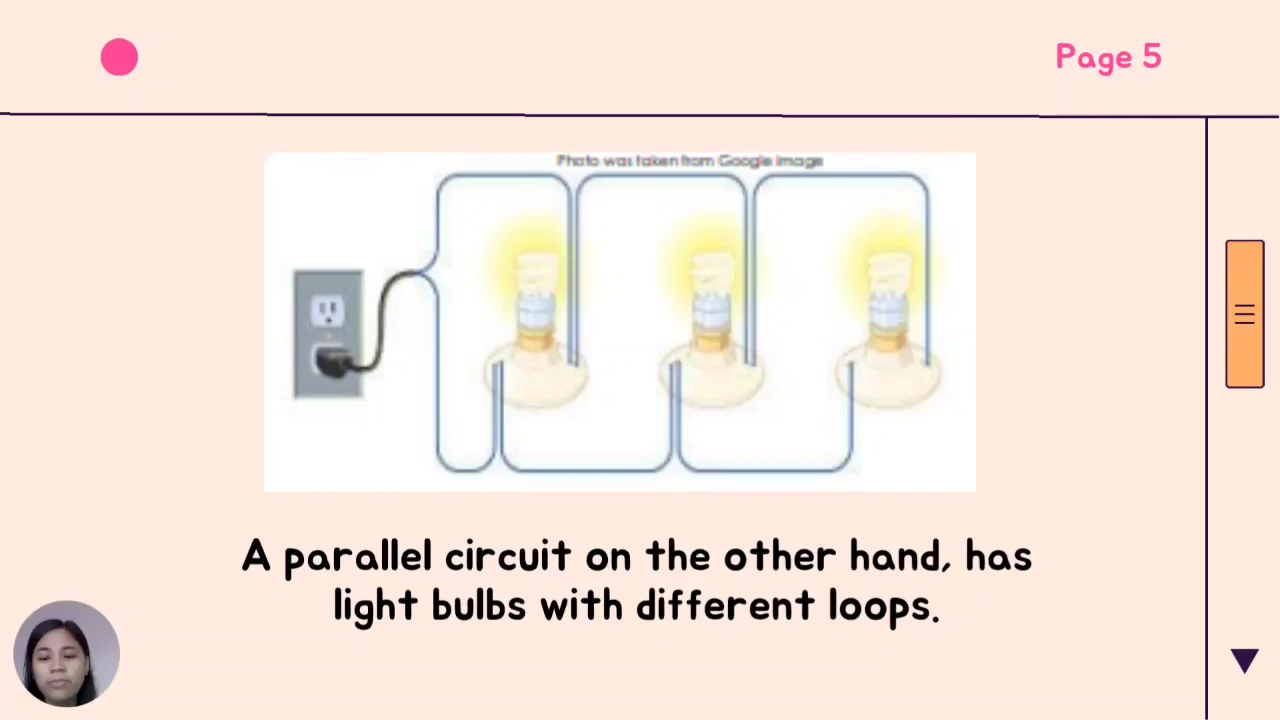 Page 5
Photo was taken from Google Image
A parallel circuit on the other hand, has
light bulbs with different loops.